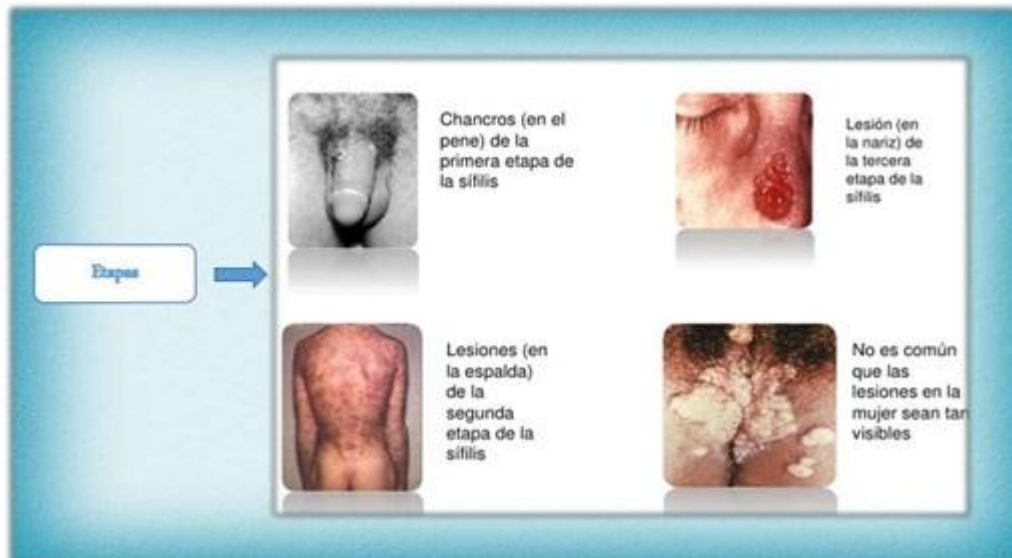 Etapas
Chancros (en el
pene) de la
primera etapa de
la sífilis
Lesión (en
la nariz) de
la tercera
etapa de la
sífilis
Lesiones (en
la espalda)
de la
segunda
etapa de la
sífilis
No es común
que las
lesiones en la
mujer sean tan
visibles